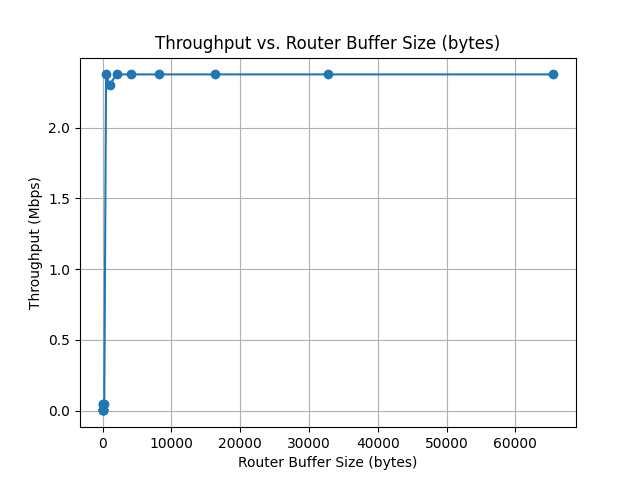 Throughput vs. Router Buffer Size (bytes)
Throughput (Mbps)
2.0
1.5
1.0
0.5
0.0
0 10000 20000 30000 40000 50000 60000
Router Buffer Size (bytes)